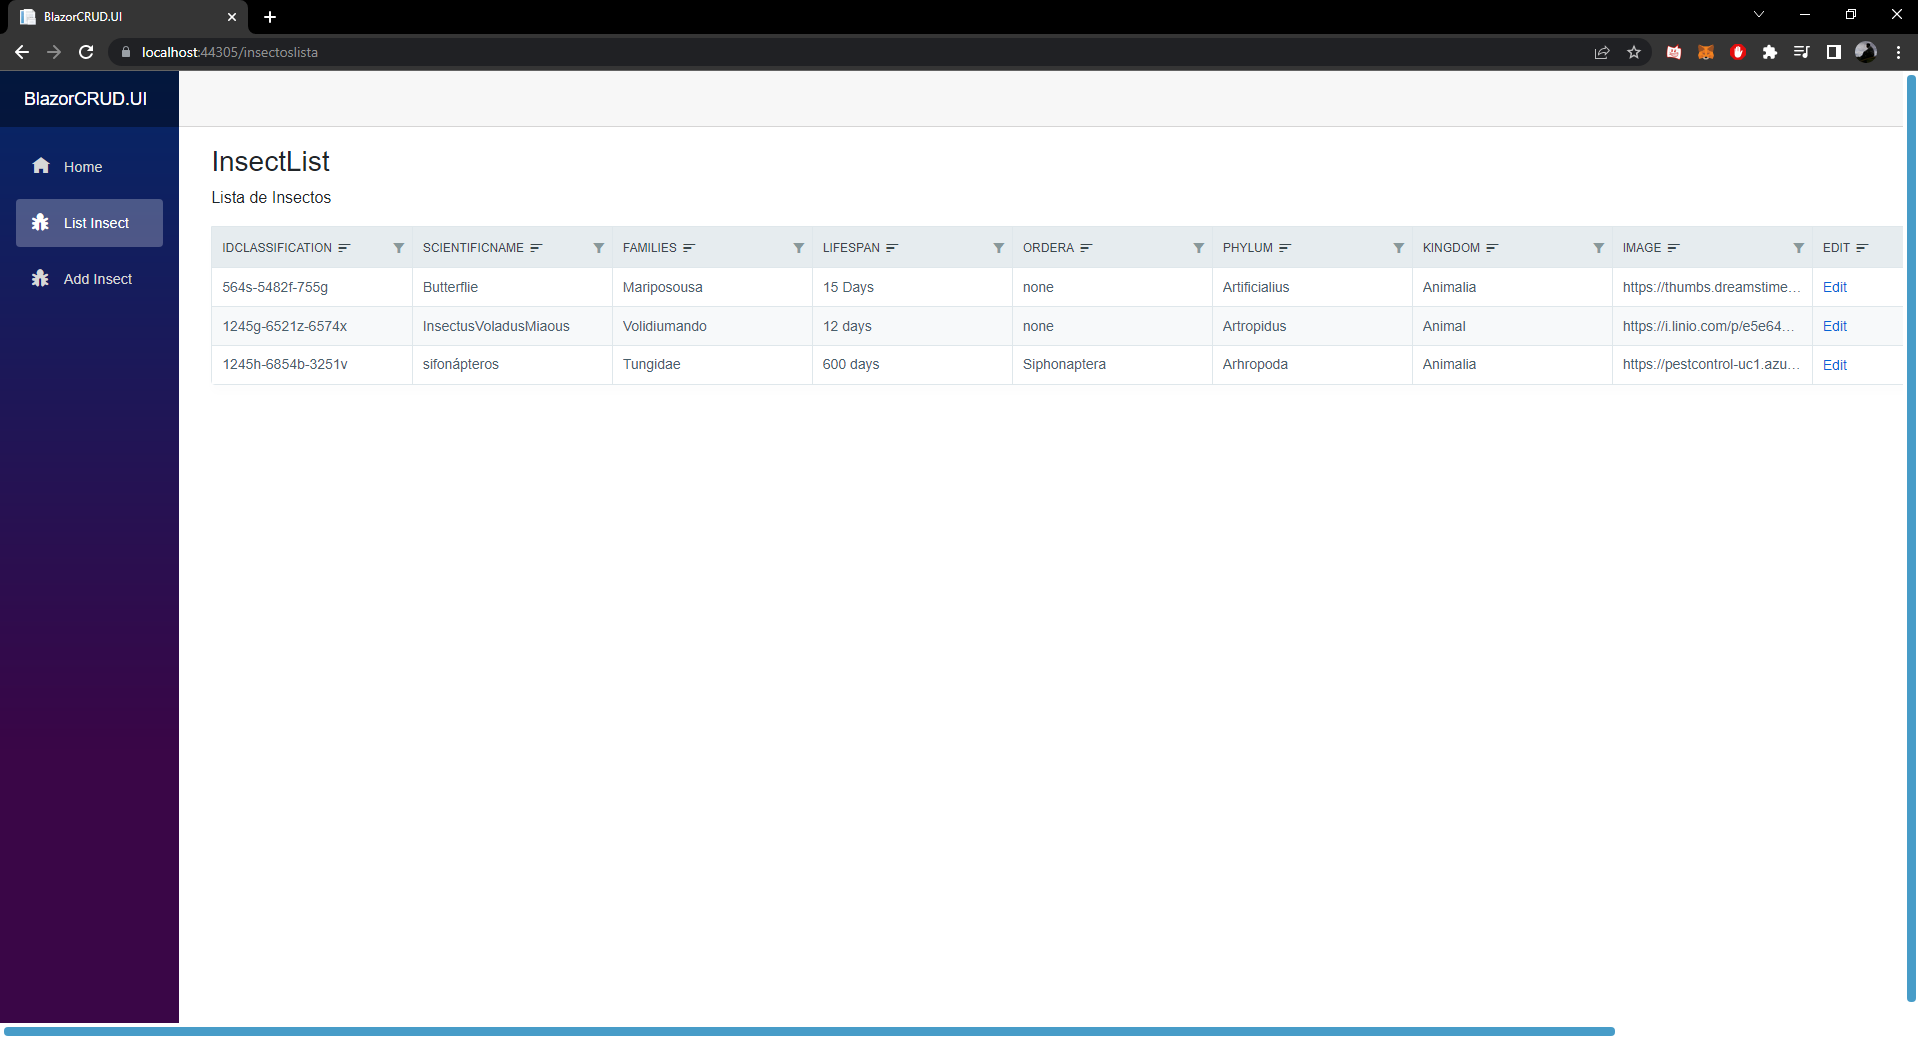 BlazorCRUD.UI
localhost:44305/insectoslista
BlazorCRUD.UI
Home
List Insect
Add Insect
InsectList
Lista de Insectos
IDCLASSIFICATION SCIENTIFICNAME FAMILIES LIFESPAN ORDERA PHYLUM KINGDOM IMAGE EDIT
564s-5482f-755g Butterflie Mariposousa 15 Days none Artificialius Animalia https://thumbs.dreamstime... Edit
1245g-6521z-6574x InsectusVoladusMiaous Volidiumando 12 days none Artropidus Animal https://i.linio.com/p/e5e64... Edit
1245h-6854b-3251v sifonápteros Tungidae 600 days Siphonaptera Arhropoda Animalia https://pestcontrol-uc1.azu... Edit